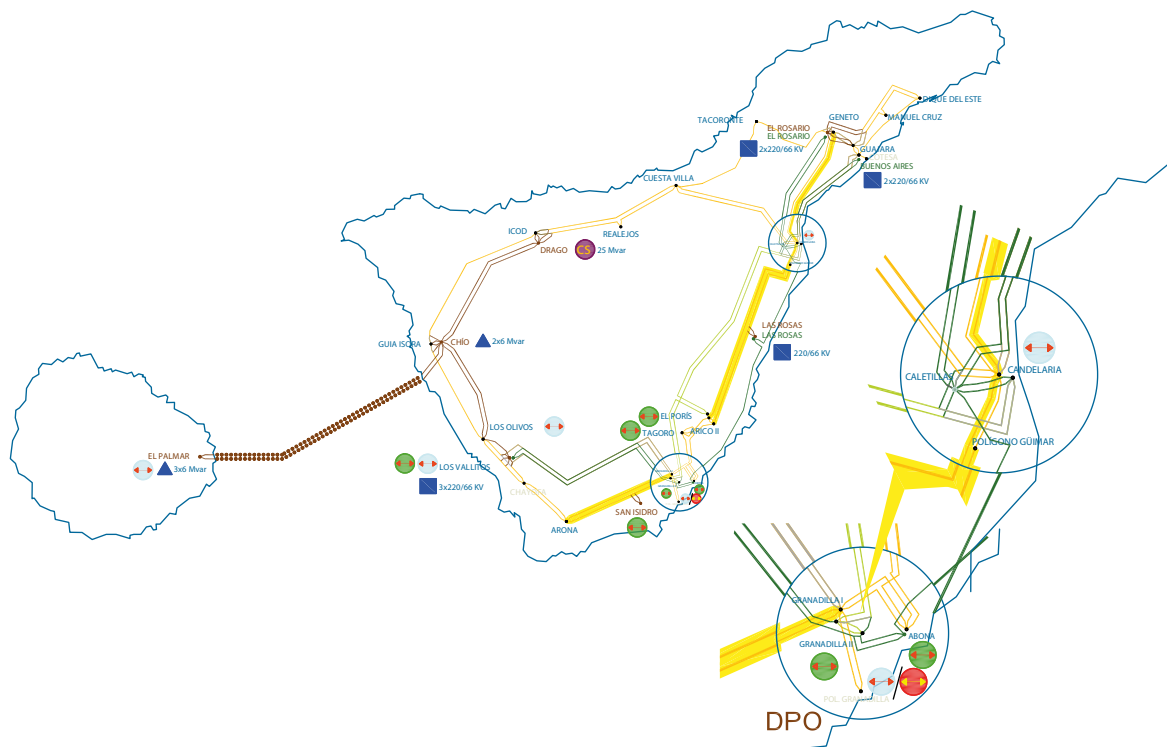 DIQUE DEL ESTE
TACORONTE
GENETO
MANUEL CRUZ
EL ROSARIO
EL ROSARIO
2x220/66 KV
GUAJARA
BUENOS AIRES
2x220/66 KV
CUESTA VILLA
ICOD
REALEJOS
DRAGO
CS
25 Mvar
LAS ROSAS
LAS ROSAS
220/66 KV
GUIA ISORA
CHÍO
2x6 Mvar
CALETILLAS
CANDELARIA
POLÍGONO GÜIMAR
LOS OLIVOS
EL PORÍS
TAGORO
ARICO II
EL PALMAR
3x6 Mvar
LOS VALLITOS
3x220/66 KV
CHAYOFA
SAN ISIDRO
ARONA
GRANADILLA I
GRANADILLA II
ABONA
POL. GRANADILLA
DPO